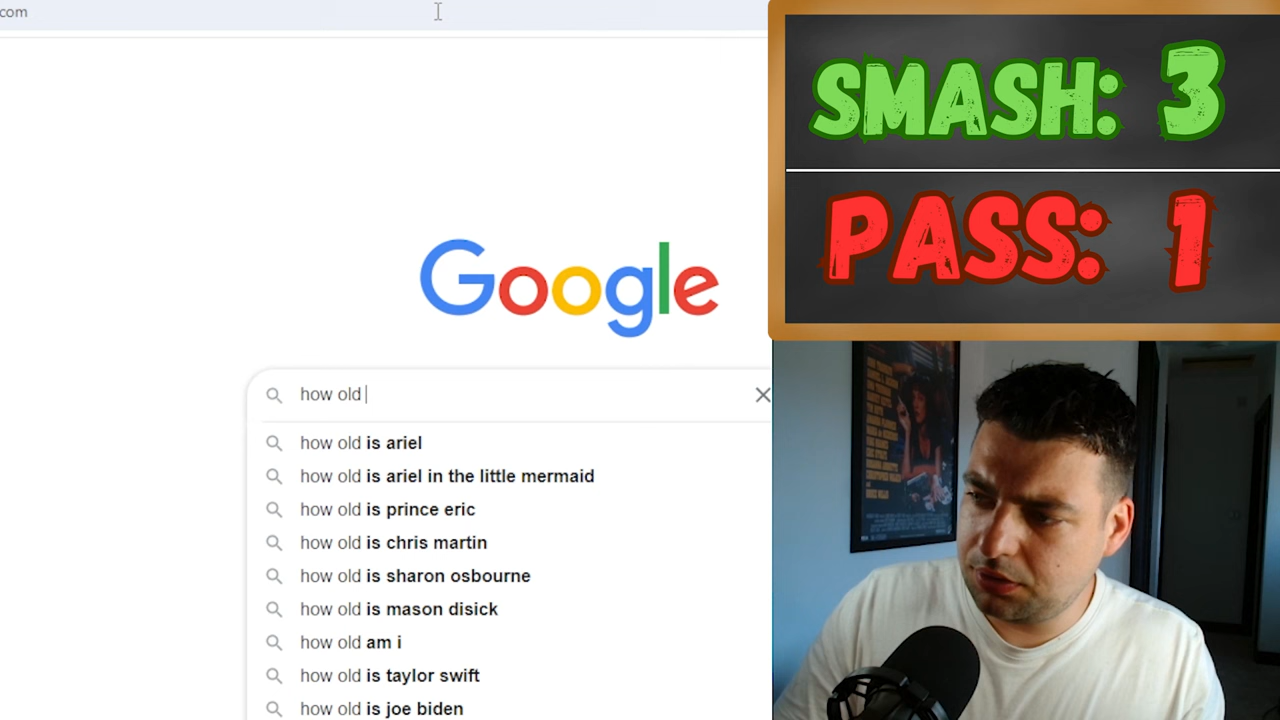 com
SMASH: 3
PASS: 1
Google
how old
how old is ariel
how old is ariel in the little mermaid
how old is prince eric
how old is chris martin
how old is sharon osbourne
how old is mason disick
how old am i
how old is taylor swift
how old is joe biden